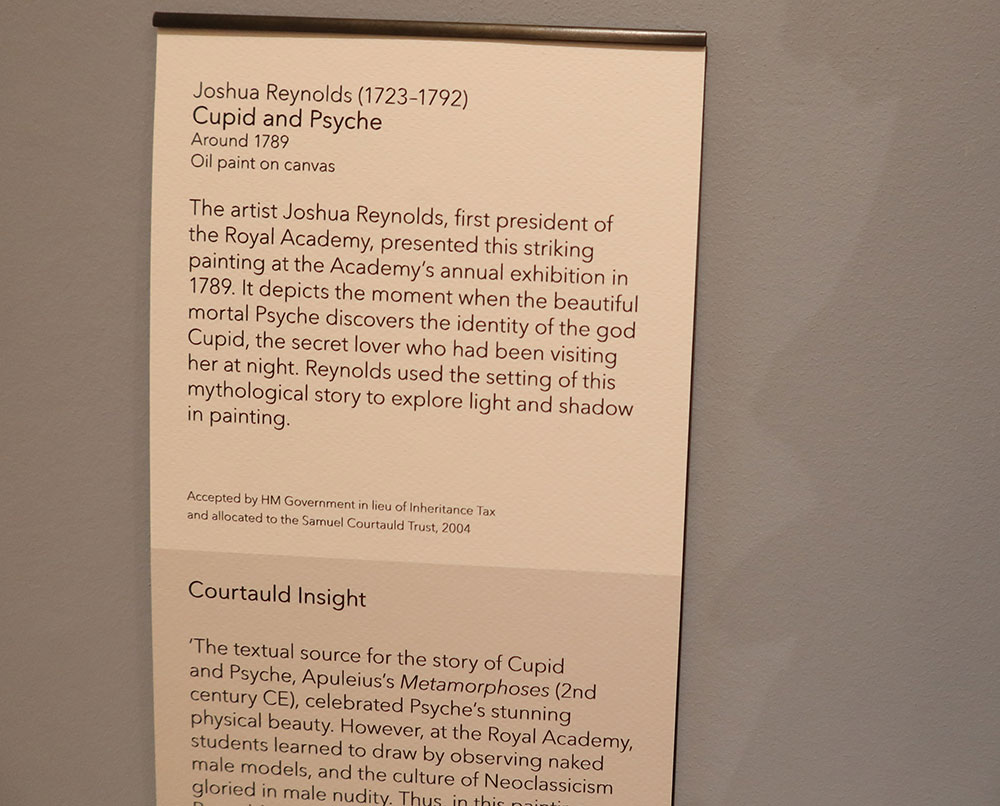 Joshua Reynolds (1723–1792)
Cupid and Psyche
Around 1789
Oil paint on canvas
The artist Joshua Reynolds, first president of
the Royal Academy, presented this striking
painting at the Academy's annual exhibition in
1789. It depicts the moment when the beautiful
mortal Psyche discovers the identity of the god
Cupid, the secret lover who had been visiting
her at night. Reynolds used the setting of this
mythological story to explore light and shadow
in painting.
Accepted by HM Government in lieu of Inheritance Tax
and allocated to the Samuel Courtauld Trust, 2004
Courtauld Insight
‘The textual source for the story of Cupid
and Psyche, Apuleius's Metamorphoses (2nd
century CE), celebrated Psyche's stunning
physical beauty. However, at the Royal Academy,
students learned to draw by observing naked
male models, and the culture of Neoclassicism
gloried in male nudity. Thus, in this